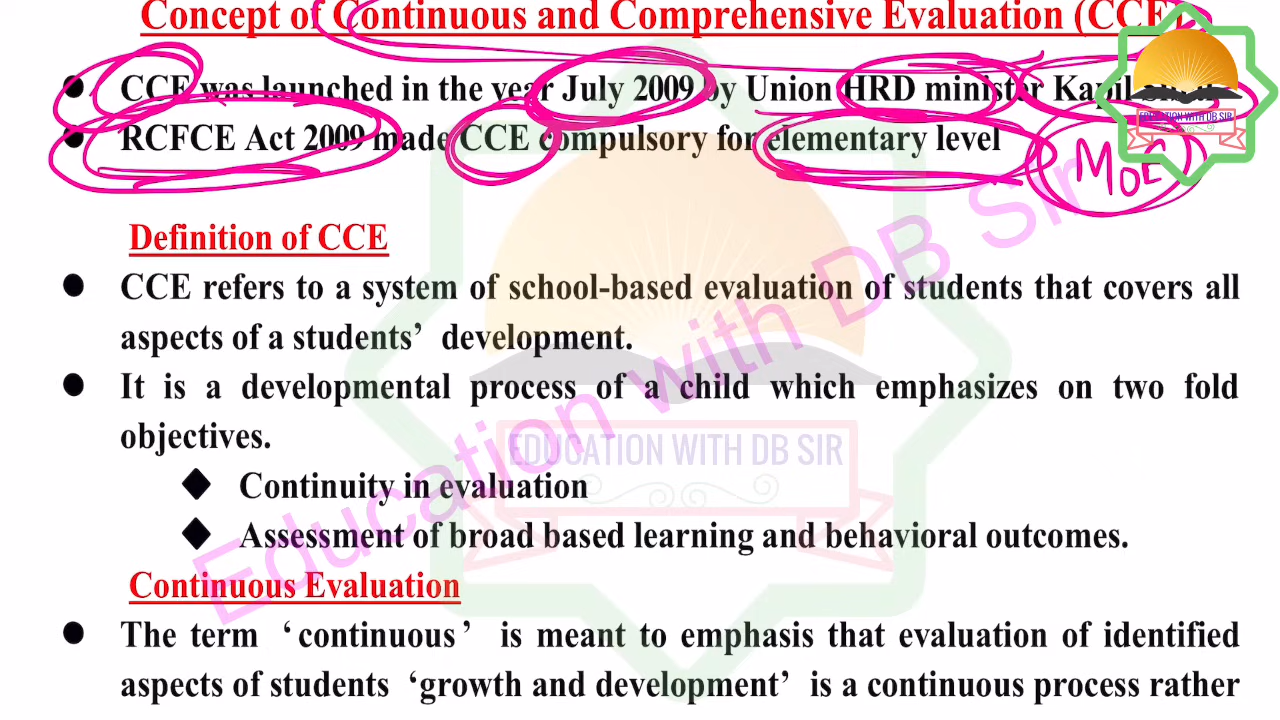 Concept of Continuous and Comprehensive Evaluation (CCE)
● CCE was launched in the year July 2009 by Union HRD minister Kapil
● RCFCE Act 2009 made CCE compulsory for elementary level
MOE
EDUCATION WITH DB SIR
Definition of CCE
● CCE refers to a system of school-based evaluation of students that covers all
aspects of a students’ development.
● It is a developmental process of a child which emphasizes on two fold
objectives.
◆ Continuity in evaluation
◆ Assessment of broad based learning and behavioral outcomes.
Continuous Evaluation
● The term ‘continuous’ is meant to emphasis that evaluation of identified
aspects of students ‘growth and development’ is a continuous process rather
Education with DB Sir
EDUCATION WITH DB SIR